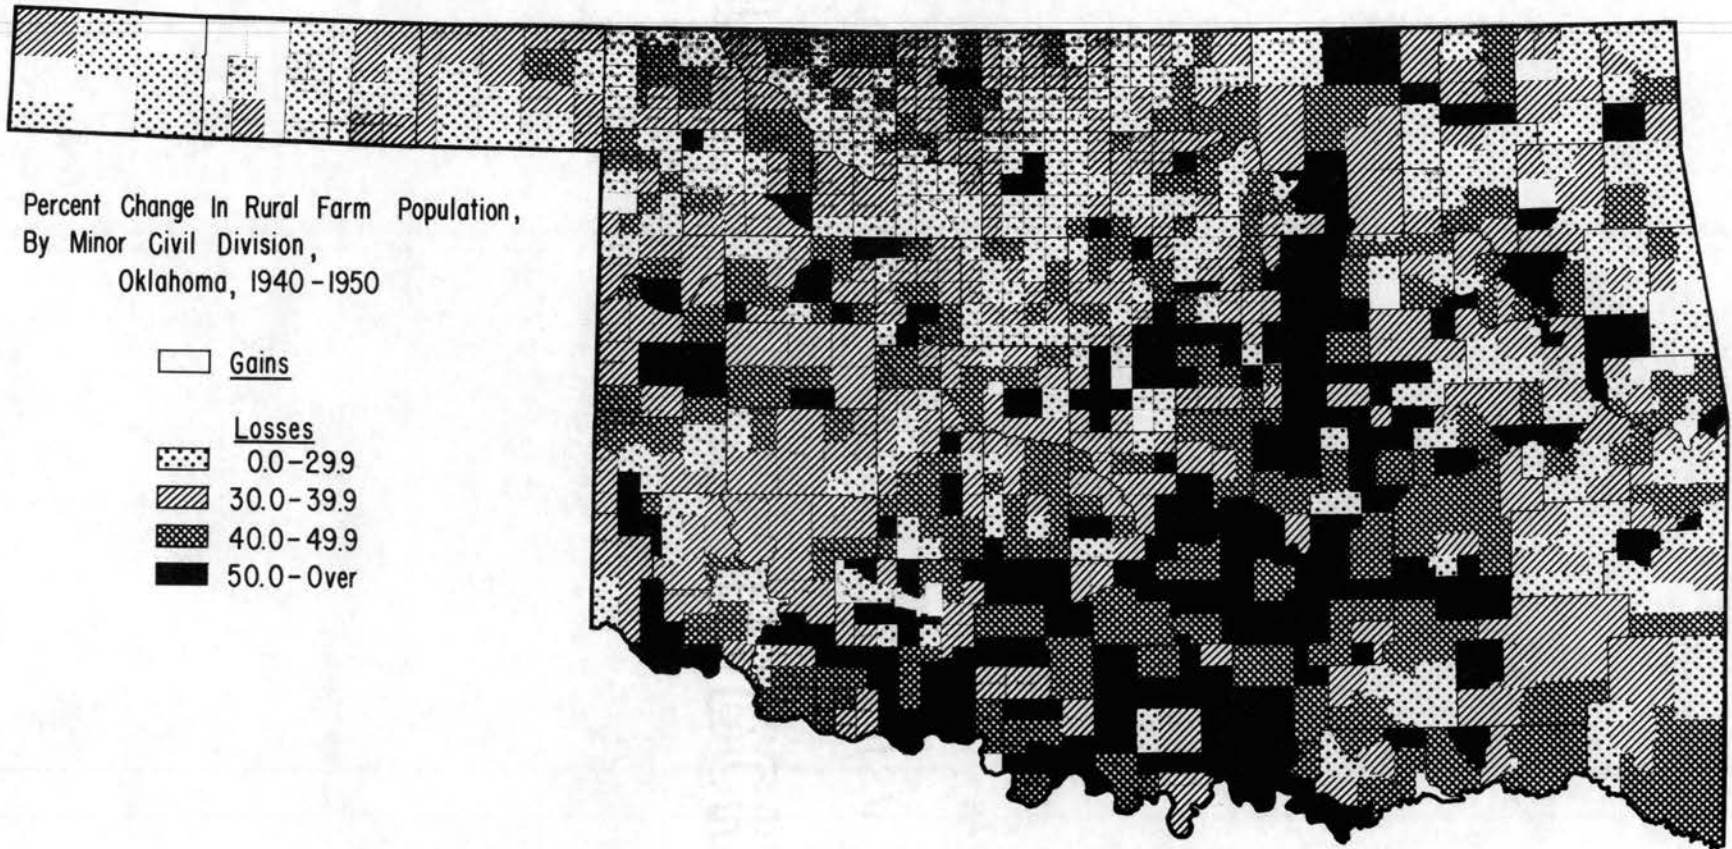 Percent Change In Rural Farm Population,
By Minor Civil Division,
Oklahoma, 1940-1950
Gains
Losses
0.0-29.9
30.0-39.9
40.0-49.9
50.0-Over